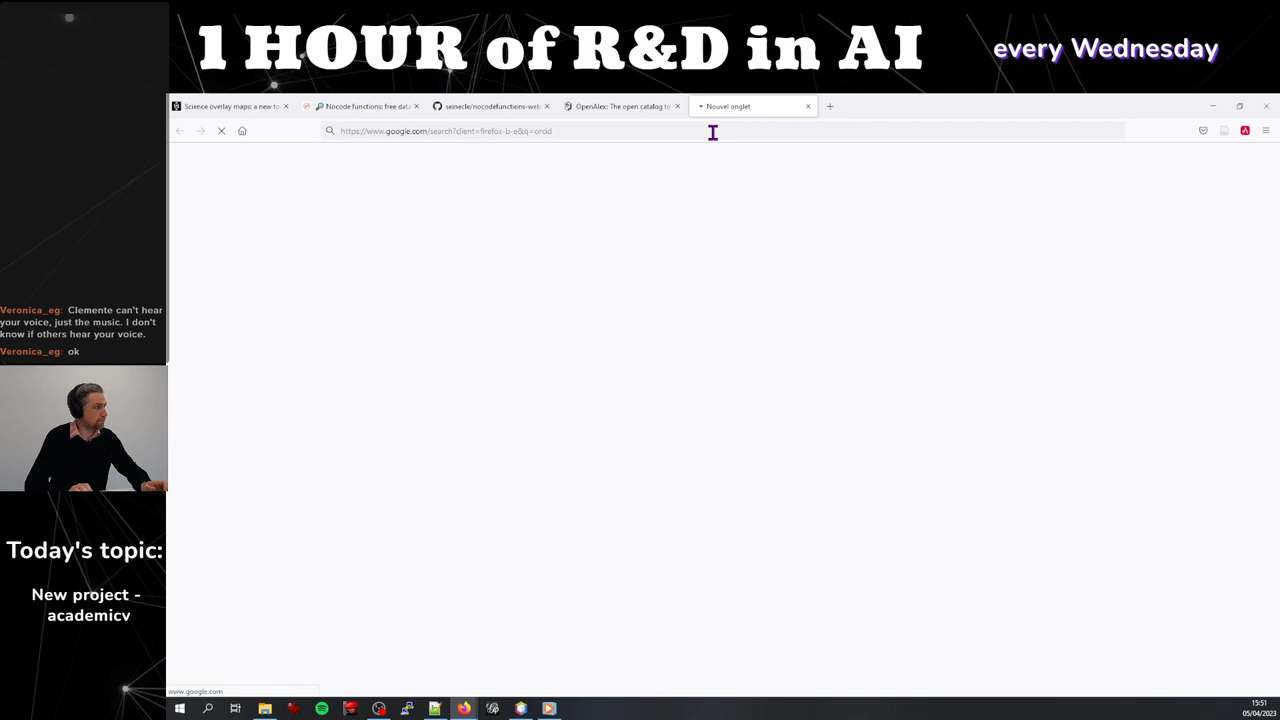 1 HOUR of R&D in AI
every Wednesday
Science overlay maps: a new to
Nocode functions: free data
seinecle/nocodefunctions-web-
OpenAlex: The open catalog to
Nouvel onglet
https://www.google.com/search?client=firefox-b-e&q=orcid
Veronica_eg: Clemente can't hear
your voice, just the music. I don't
know if others hear your voice.
Veronica_eg: ok
Today's topic:
New project -
academicv
www.google.com
15:51
05/04/2023